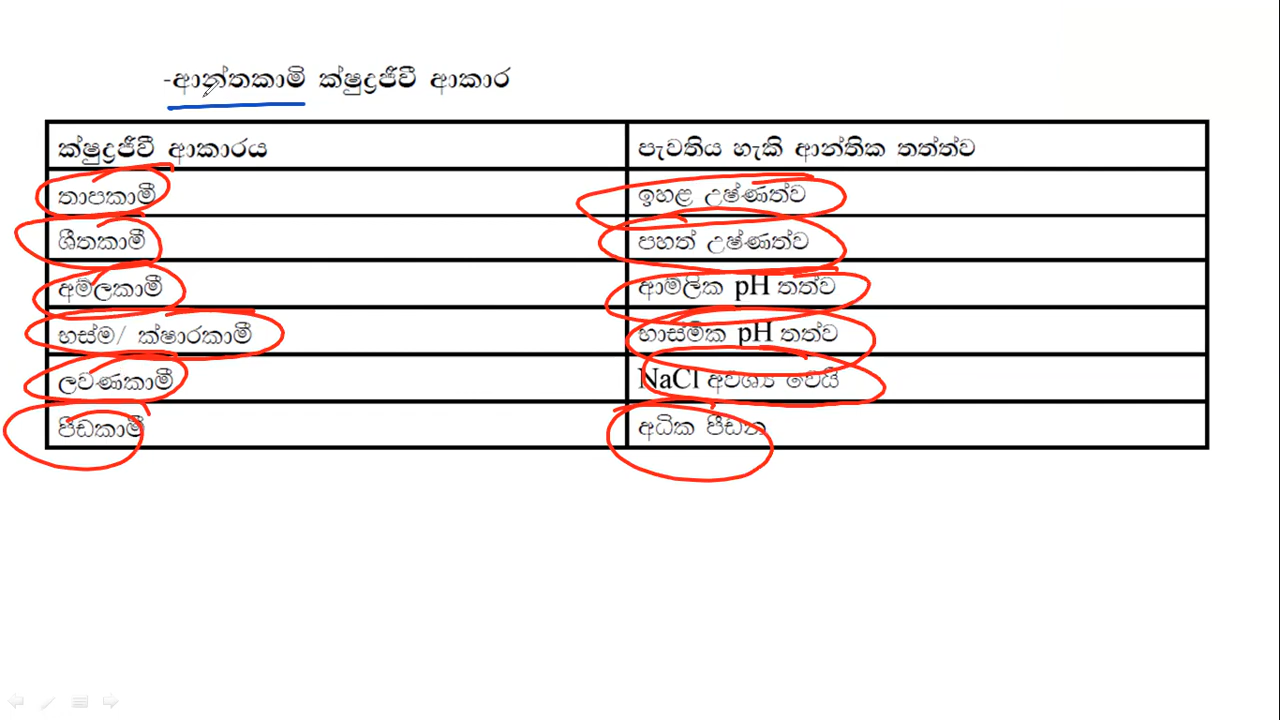 -ආන්තකාමි ක්ෂුද්‍රජීවී ආකාර
ක්ෂුද්‍රජීවී ආකාරය පැවතිය හැකි ආන්තික තත්ත්ව
තාපකාමී ඉහළ උෂ්ණත්ව
ශීතකාමී පහත් උෂ්ණත්ව
අම්ලකාමී ආම්ලික pH තත්ව
භස්ම/ ක්ෂාරකාමී භාස්මික pH තත්ව
ලවණකාමී NaCl අවශ්‍ය වෙයි
පීඩකාමී අධික පීඩන